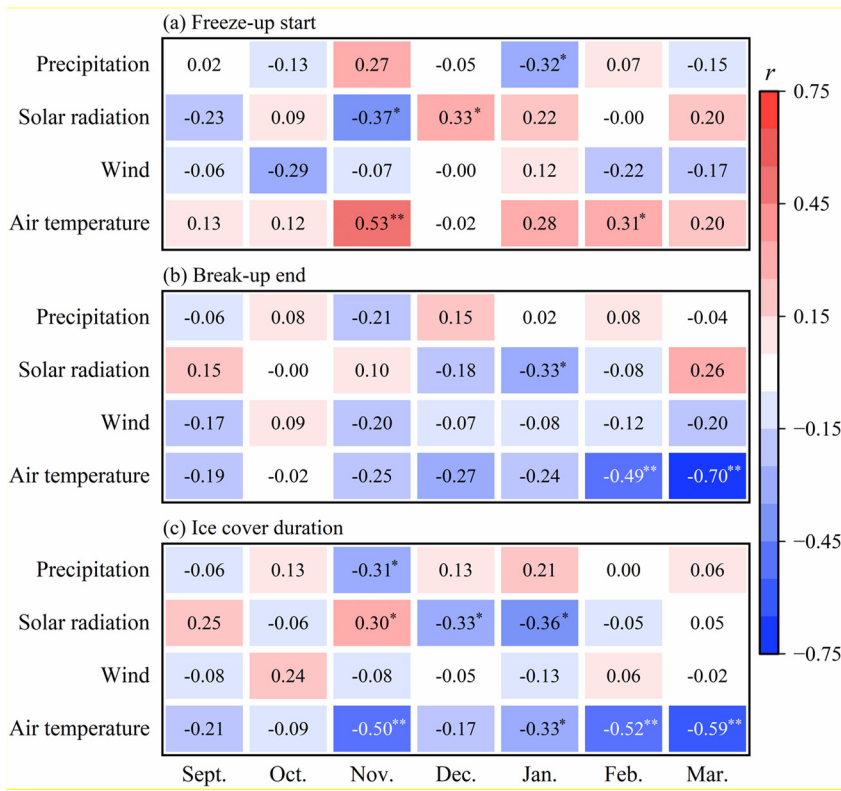 (a) Freeze-up start
r
Precipitation 0.02 -0.13 0.27 -0.05 -0.32* 0.07 -0.15
Solar radiation -0.23 0.09 -0.37* 0.33* 0.22 -0.00 0.20
Wind -0.06 -0.29 -0.07 -0.00 0.12 -0.22 -0.17
Air temperature 0.13 0.12 0.53** -0.02 0.28 0.31* 0.20
(b) Break-up end
Precipitation -0.06 0.08 -0.21 0.15 0.02 0.08 -0.04
Solar radiation 0.15 -0.00 0.10 -0.18 -0.33* -0.08 0.26
Wind -0.17 0.09 -0.20 -0.07 -0.08 -0.12 -0.20
Air temperature -0.19 -0.02 -0.25 -0.27 -0.24 -0.49** -0.70**
(c) Ice cover duration
Precipitation -0.06 0.13 -0.31* 0.13 0.21 0.00 0.06
Solar radiation 0.25 -0.06 0.30* -0.33* -0.36* -0.05 0.05
Wind -0.08 0.24 -0.08 -0.05 -0.13 0.06 -0.02
Air temperature -0.21 -0.09 -0.50** -0.17 -0.33* -0.52** -0.59**
Sept. Oct. Nov. Dec. Jan. Feb. Mar.
0.75
0.45
0.15
−0.15
−0.45
−0.75